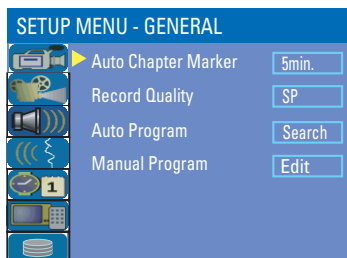 SETUP MENU - GENERAL
Auto Chapter Marker 5min.
Record Quality SP
Auto Program Search
Manual Program Edit
1